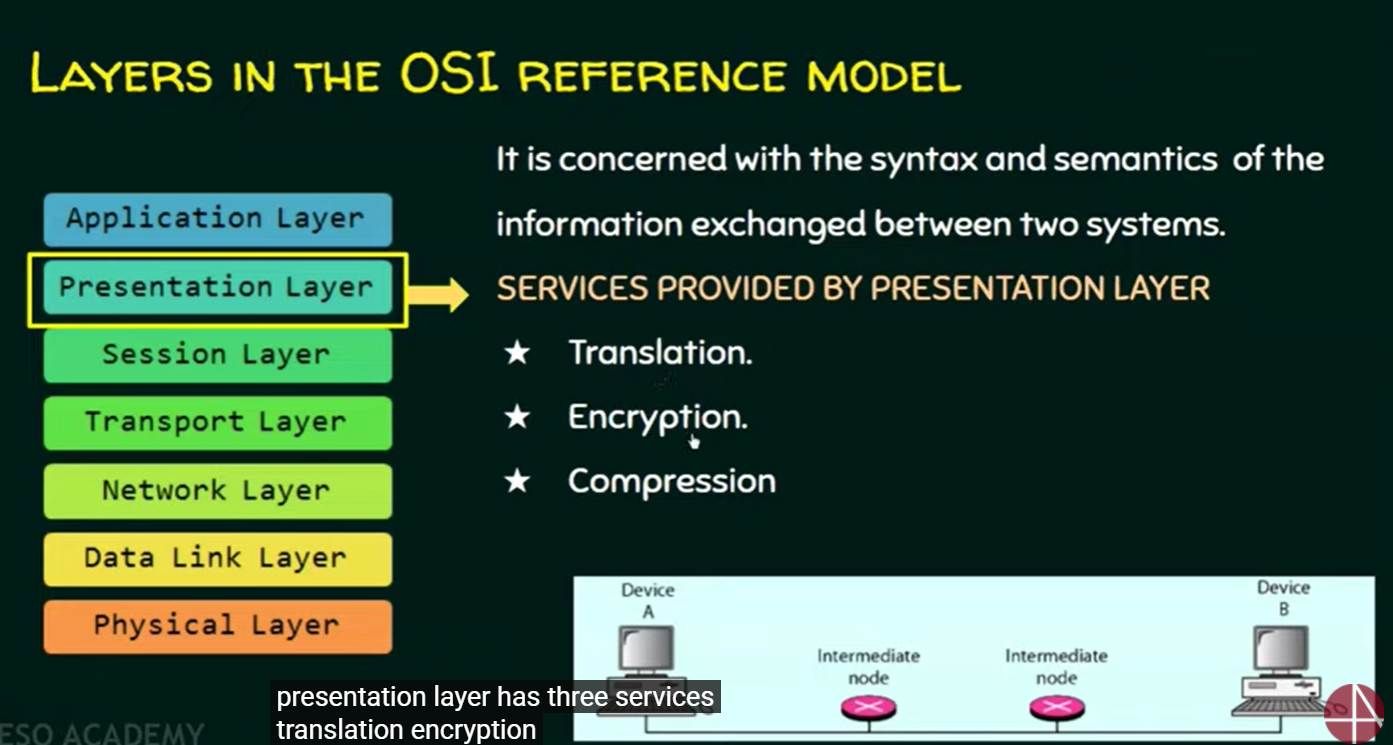 LAYERS IN THE OSI REFERENCE MODEL
Application Layer
Presentation Layer
Session Layer
Transport Layer
Network Layer
Data Link Layer
Physical Layer
It is concerned with the syntax and semantics of the
information exchanged between two systems.
SERVICES PROVIDED BY PRESENTATION LAYER
★ Translation.
★ Encryption.
★ Compression
Device
A
Intermediate
node
Intermediate
node
Device
B
presentation layer has three services
translation encryption
ESO ACADEMY